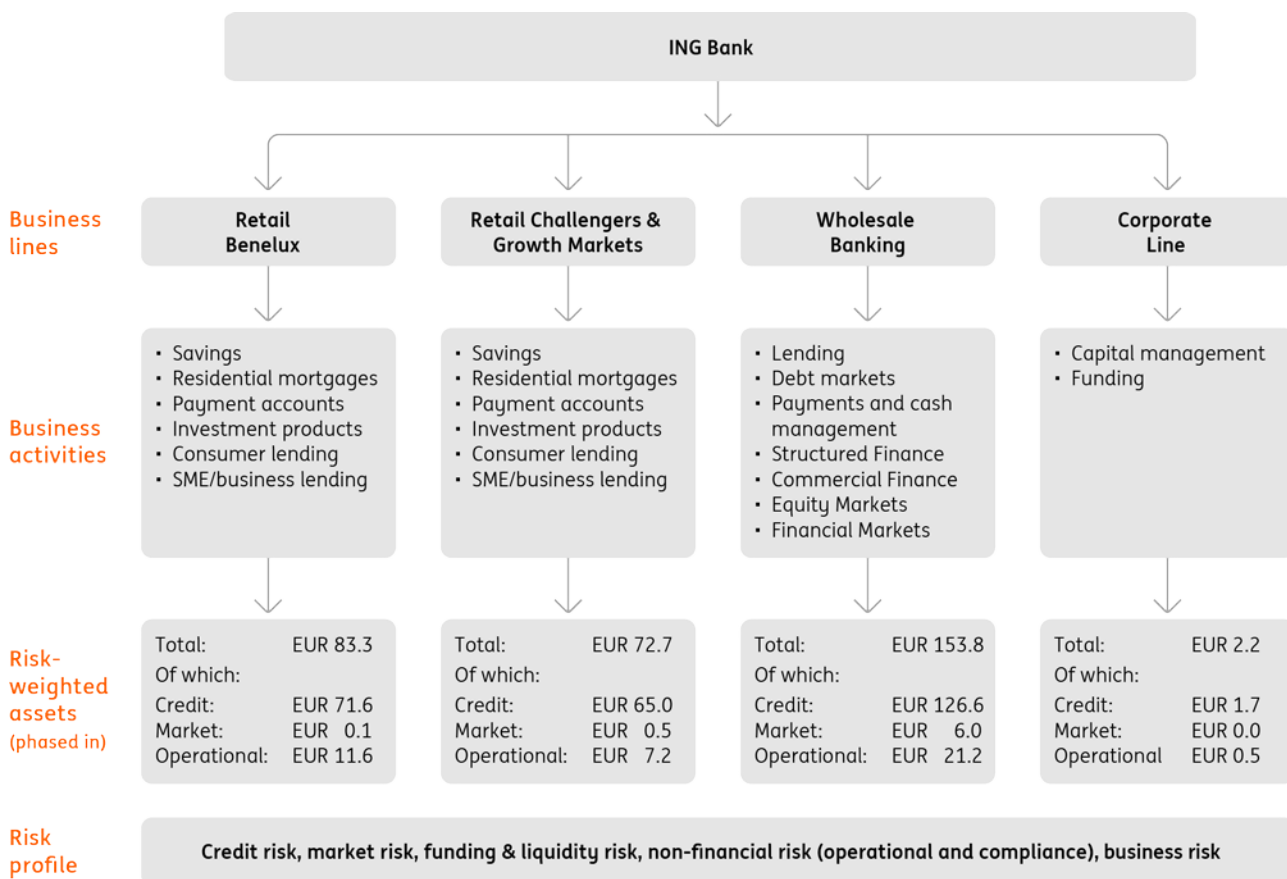 ING Bank
Business
lines
Retail
Benelux
Retail Challengers &
Growth Markets
Wholesale
Banking
Corporate
Line
Business
activities
▪ Savings
▪ Residential mortgages
▪ Payment accounts
▪ Investment products
▪ Consumer lending
▪ SME/business lending
▪ Savings
▪ Residential mortgages
▪ Payment accounts
▪ Investment products
▪ Consumer lending
▪ SME/business lending
▪ Lending
▪ Debt markets
▪ Payments and cash
management
▪ Structured Finance
▪ Commercial Finance
▪ Equity Markets
▪ Financial Markets
▪ Capital management
▪ Funding
Risk-
weighted
assets
(phased in)
Total: EUR 83.3
Of which:
Credit: EUR 71.6
Market: EUR 0.1
Operational: EUR 11.6
Total: EUR 72.7
Of which:
Credit: EUR 65.0
Market: EUR 0.5
Operational: EUR 7.2
Total: EUR 153.8
Of which:
Credit: EUR 126.6
Market: EUR 6.0
Operational: EUR 21.2
Total: EUR 2.2
Of which:
Credit: EUR 1.7
Market: EUR 0.0
Operational EUR 0.5
Risk
profile
Credit risk, market risk, funding & liquidity risk, non-financial risk (operational and compliance), business risk